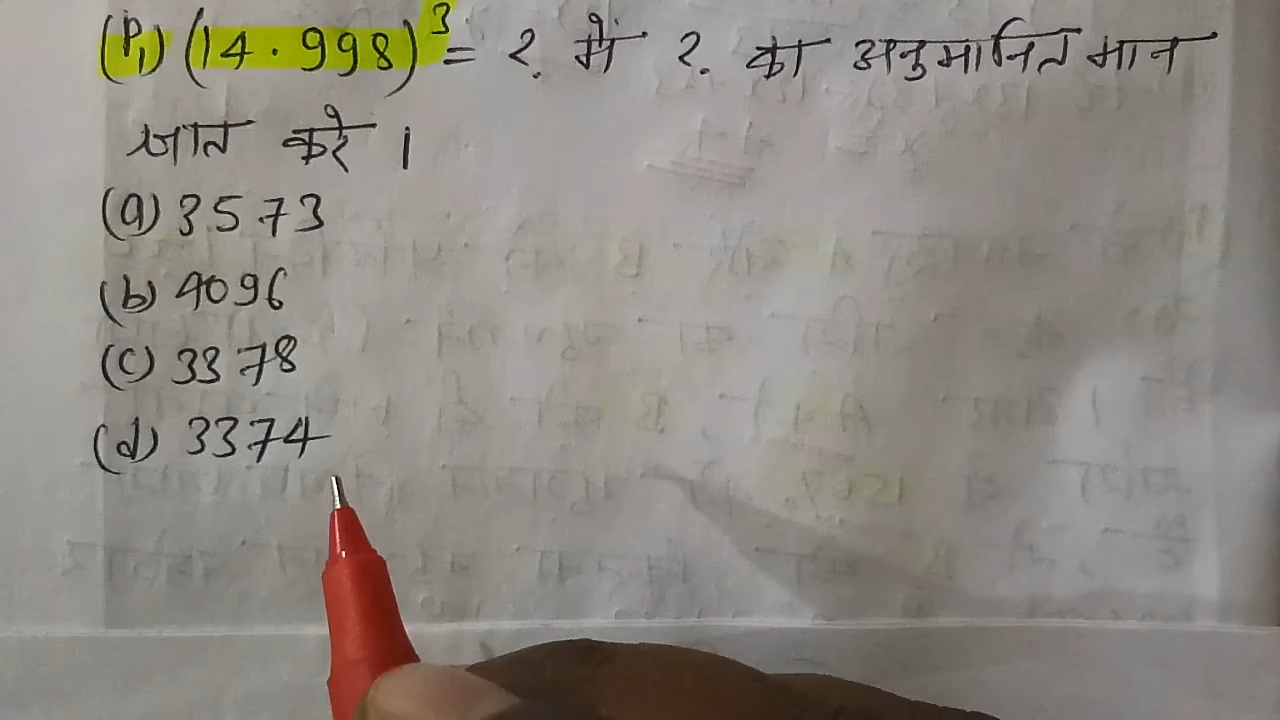 (P₁) (14.998)³ = ? में ? का अनुमानित मान
ज्ञात करे ।
(a) 3573
(b) 4096
(c) 3378
(d) 3374